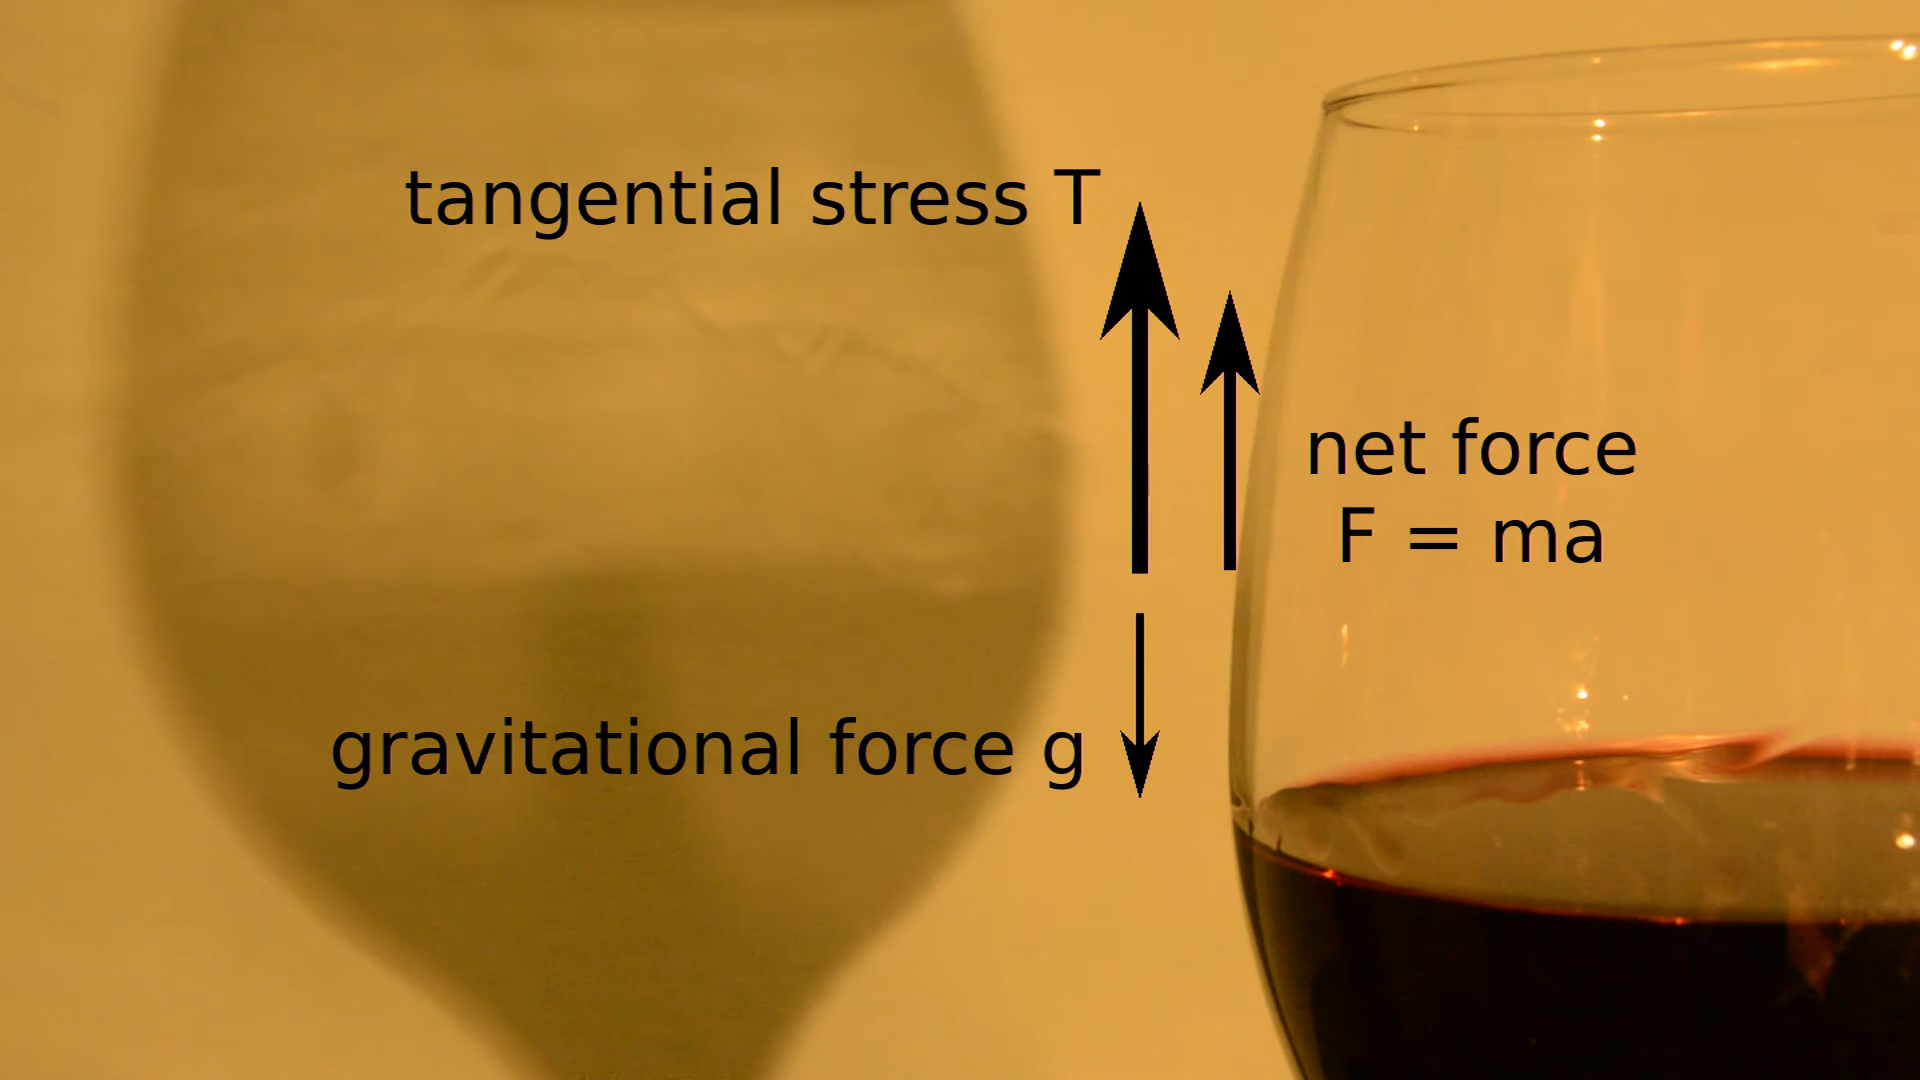 tangential stress T
net force
F = ma
gravitational force g